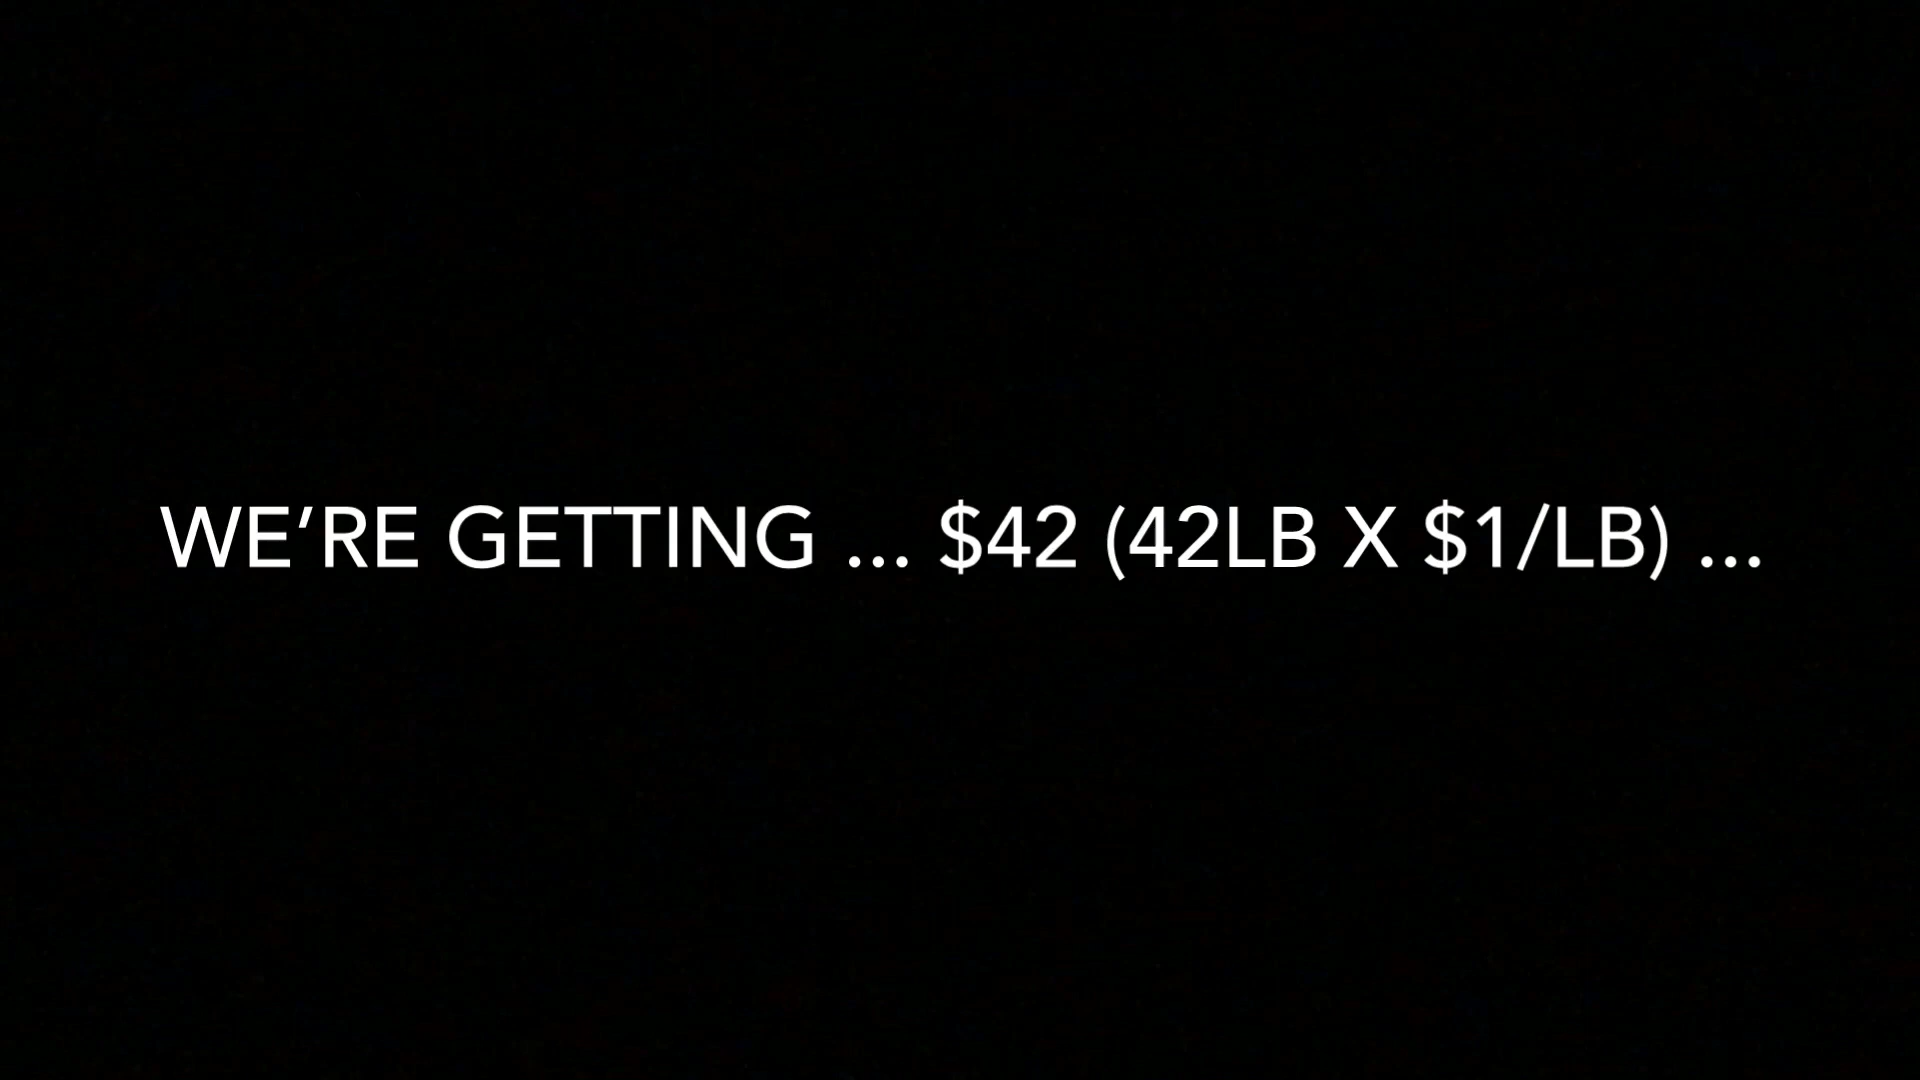 WE’RE GETTING ... $42 (42LB X $1/LB) ...